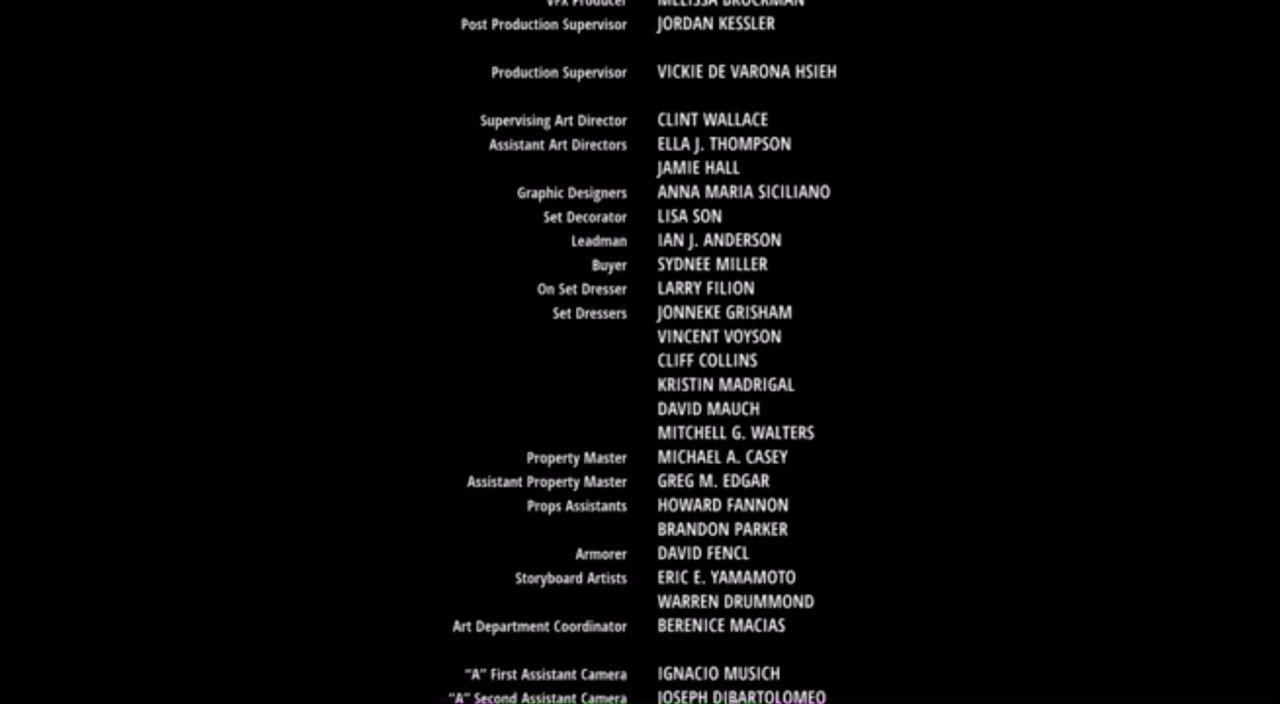 VFX Producer MELISSA BROCKMAN
Post Production Supervisor JORDAN KESSLER
Production Supervisor VICKIE DE VARONA HSIEH
Supervising Art Director CLINT WALLACE
Assistant Art Directors ELLA J. THOMPSON
JAMIE HALL
Graphic Designers ANNA MARIA SICILIANO
Set Decorator LISA SON
Leadman IAN J. ANDERSON
Buyer SYDNEE MILLER
On Set Dresser LARRY FILION
Set Dressers JONNEKE GRISHAM
VINCENT VOYSON
CLIFF COLLINS
KRISTIN MADRIGAL
DAVID MAUCH
MITCHELL G. WALTERS
Property Master MICHAEL A. CASEY
Assistant Property Master GREG M. EDGAR
Props Assistants HOWARD FANNON
BRANDON PARKER
Armorer DAVID FENCL
Storyboard Artists ERIC E. YAMAMOTO
WARREN DRUMMOND
Art Department Coordinator BERENICE MACIAS
“A” First Assistant Camera IGNACIO MUSICH
“A” Second Assistant Camera JOSEPH DIBARTOLOMEO